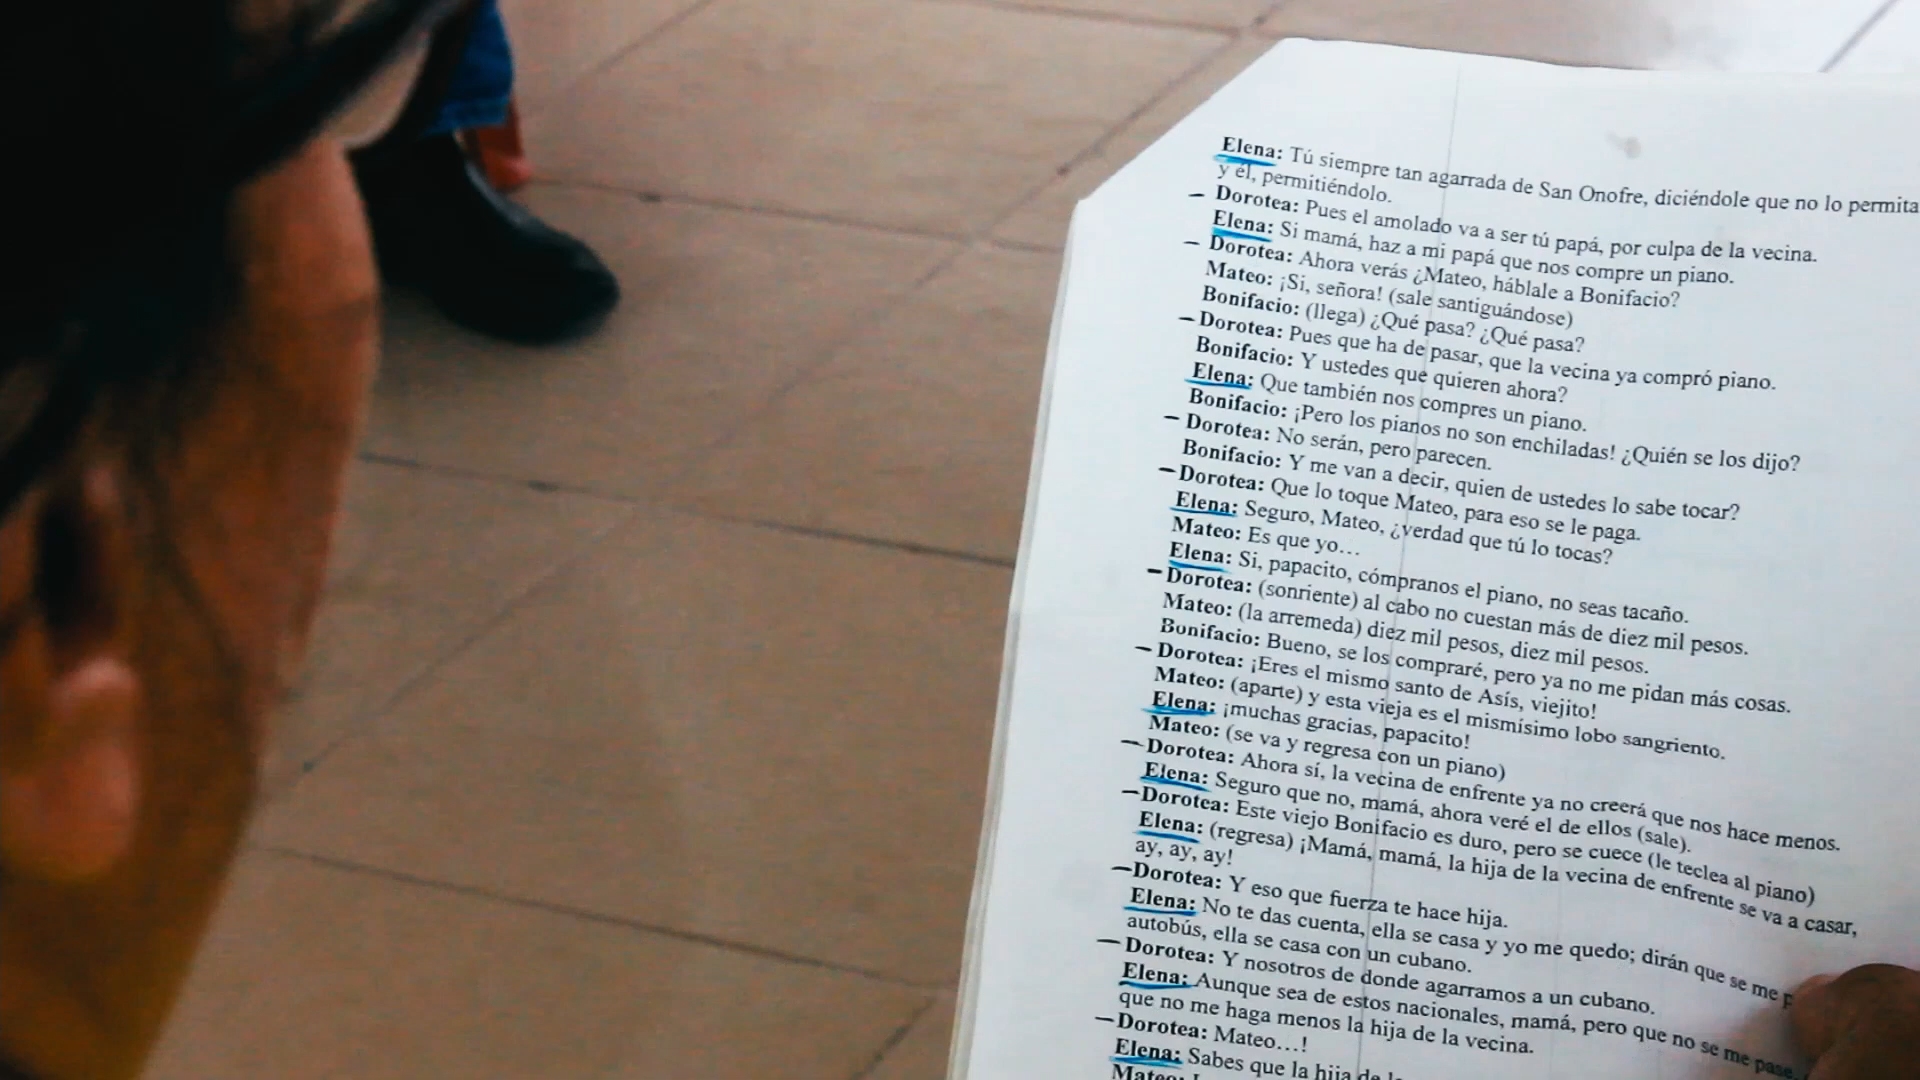 Elena: Tú siempre tan agarrada de San Onofre, diciéndole que no lo permita
y él, permitiéndolo.
– Dorotea: Pues el amolado va a ser tú papá, por culpa de la vecina.
Elena: Si mamá, haz a mi papá que nos compre un piano.
– Dorotea: Ahora verás ¿Mateo, háblale a Bonifacio?
Mateo: ¡Si, señora! (sale santiguándose)
Bonifacio: (llega) ¿Qué pasa? ¿Qué pasa?
– Dorotea: Pues que ha de pasar, que la vecina ya compró piano.
Bonifacio: Y ustedes que quieren ahora?
Elena: Que también nos compres un piano.
Bonifacio: ¡Pero los pianos no son enchiladas! ¿Quién se los dijo?
– Dorotea: No serán, pero parecen.
Bonifacio: Y me van a decir, quien de ustedes lo sabe tocar?
– Dorotea: Que lo toque Mateo, para eso se le paga.
Elena: Seguro, Mateo, ¿verdad que tú lo tocas?
Mateo: Es que yo…
Elena: Si, papacito, cómpranos el piano, no seas tacaño.
– Dorotea: (sonriente) al cabo no cuestan más de diez mil pesos.
Mateo: (la arremeda) diez mil pesos, diez mil pesos.
Bonifacio: Bueno, se los compraré, pero ya no me pidan más cosas.
– Dorotea: ¡Eres el mismo santo de Asís, viejito!
Mateo: (aparte) y esta vieja es el mismísimo lobo sangriento.
Elena: ¡muchas gracias, papacito!
Mateo: (se va y regresa con un piano)
– Dorotea: Ahora sí, la vecina de enfrente ya no creerá que nos hace menos.
Elena: Seguro que no, mamá, ahora veré el de ellos (sale).
– Dorotea: Este viejo Bonifacio es duro, pero se cuece (le teclea al piano)
Elena: (regresa) ¡Mamá, mamá, la hija de la vecina de enfrente se va a casar,
ay, ay, ay!
– Dorotea: Y eso que fuerza te hace hija.
Elena: No te das cuenta, ella se casa y yo me quedo; dirán que se me
autobús, ella se casa con un cubano.
– Dorotea: Y nosotros de donde agarramos a un cubano.
Elena: Aunque sea de estos nacionales, mamá, pero que no se me pase,
que no me haga menos la hija de la vecina.
– Dorotea: Mateo…!
Elena: Sabes que la hija de
Mateo: